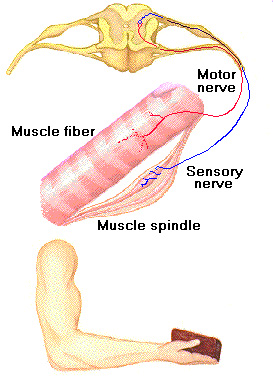 Motor
nerve
Muscle fiber
Sensory
nerve
Muscle spindle